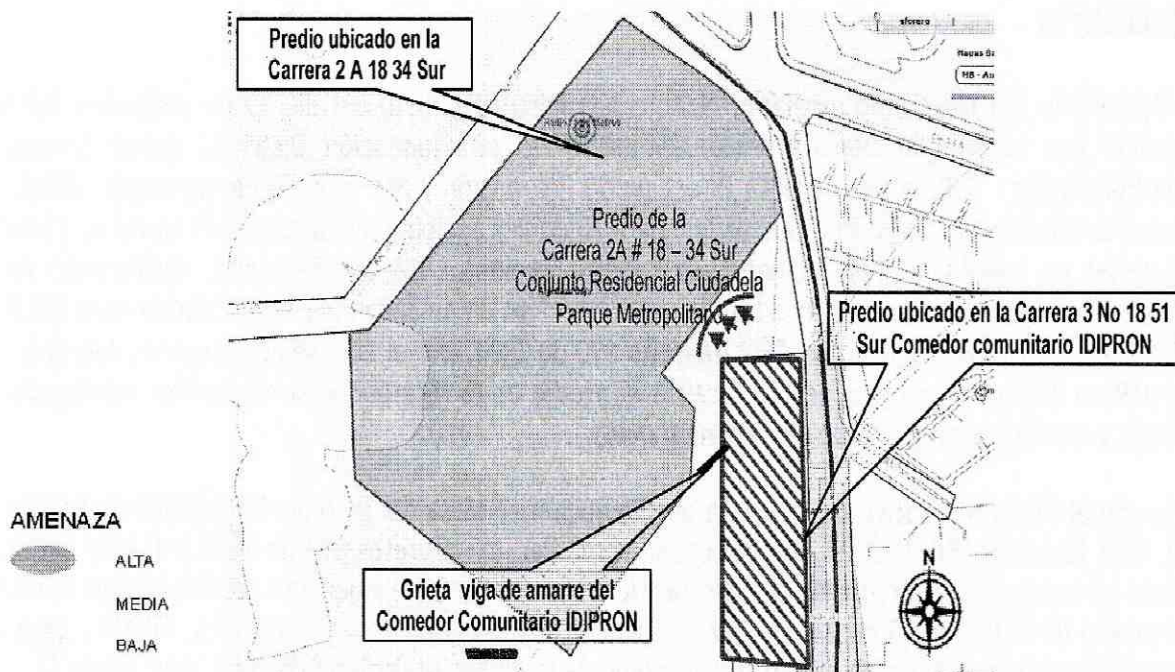 Predio ubicado en la
Carrera 2 A 18 34 Sur
Predio de la
Carrera 2A # 18 – 34 Sur
Conjunto Residencial Ciudadela
Parque Metropolitano
Predio ubicado en la Carrera 3 No 18 51
Sur Comedor comunitario IDIPRON
AMENAZA
ALTA
MEDIA
BAJA
Grieta viga de amarre del
Comedor Comunitario IDIPRON
N